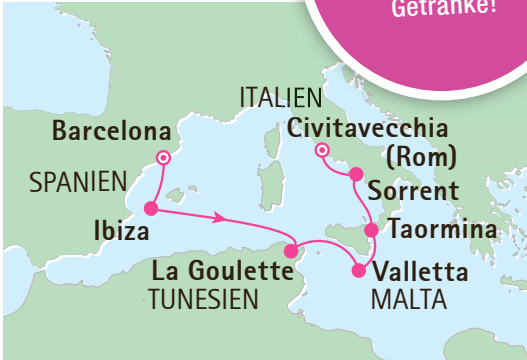 Getränke!
ITALIEN
Barcelona
Civitavecchia
(Rom)
SPANIEN
Sorrent
Ibiza
Taormina
La Goulette
TUNESIEN
Valletta
MALTA